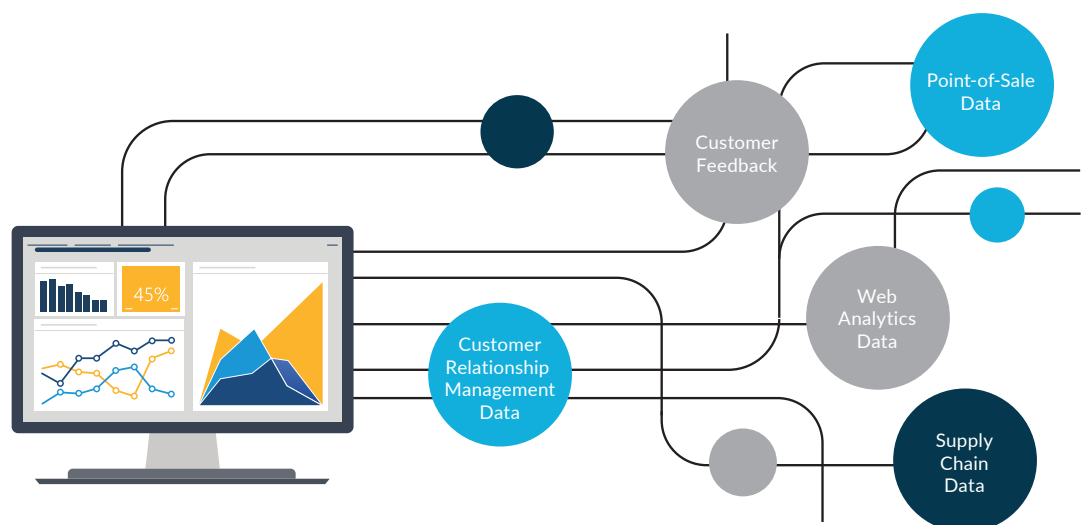 Point-of-Sale
Data
Customer
Feedback
45%
Web
Analytics
Data
Customer
Relationship
Management
Data
Supply
Chain
Data